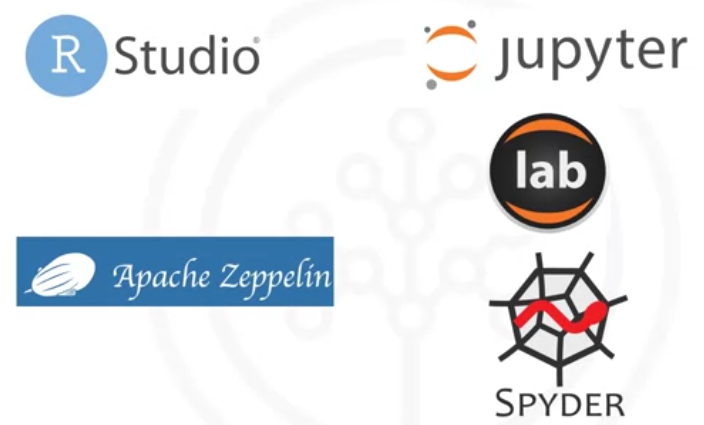 R Studio®
jupyter
lab
Apache Zeppelin
SPYDER